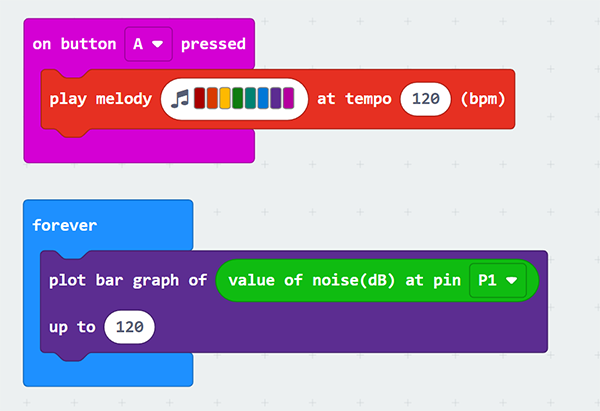 on button A pressed
play melody at tempo 120 (bpm)
forever
plot bar graph of value of noise(dB) at pin P1
up to 120